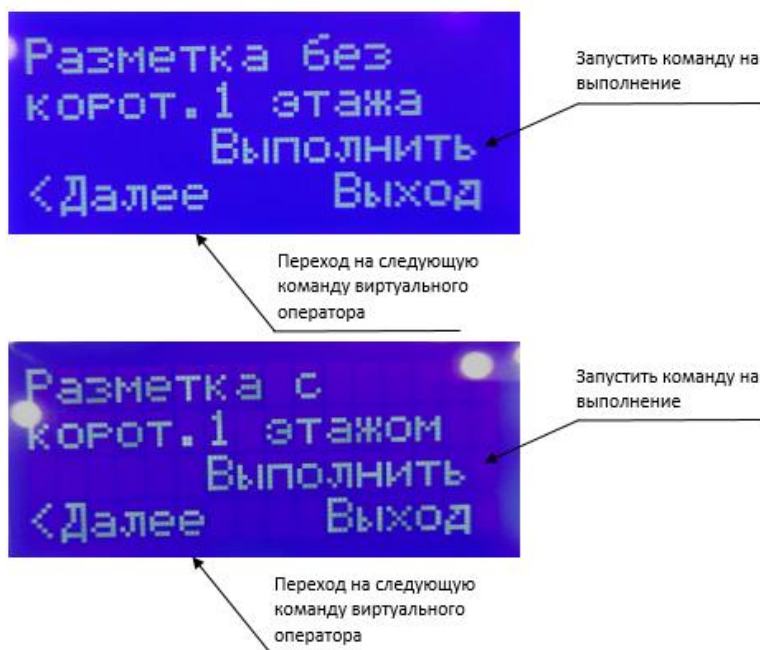 Разметка без
корот.1 этажа
Выполнить
<Далее Выход
Запустить команду на
выполнение
Переход на следующую
команду виртуального
оператора
Разметка с
корот.1 этажом
Выполнить
<Далее Выход
Запустить команду на
выполнение
Переход на следующую
команду виртуального
оператора